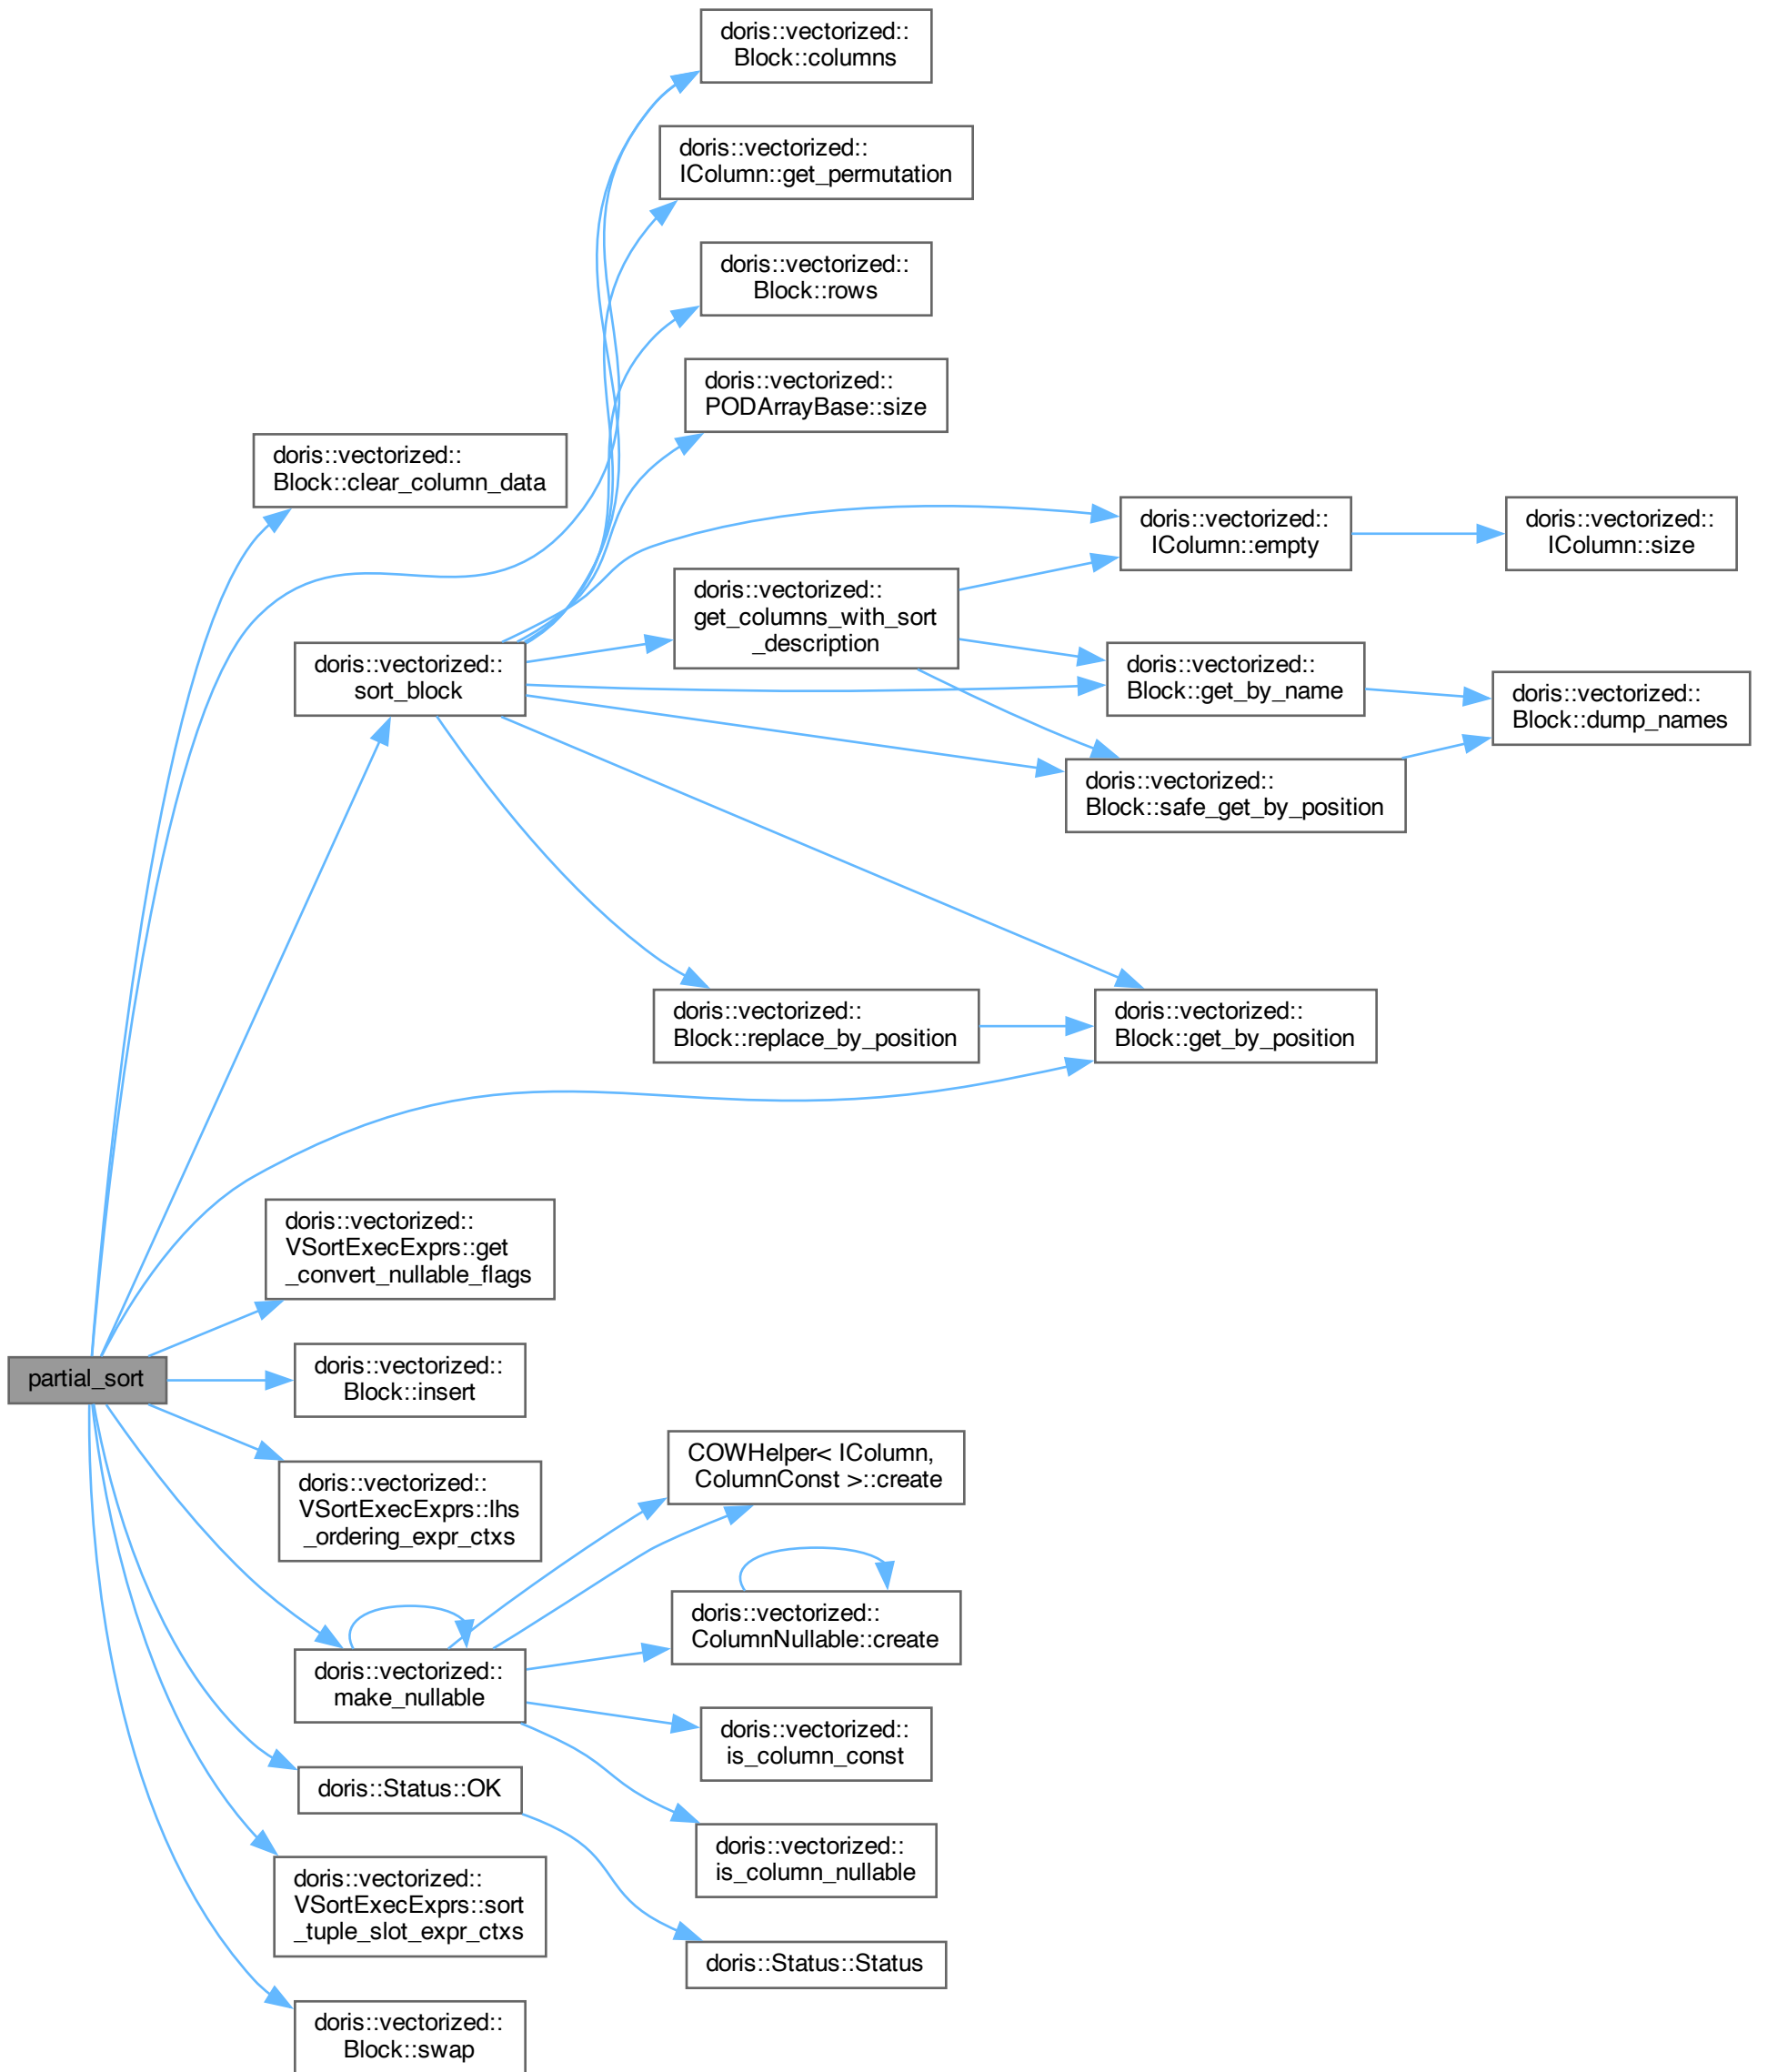 doris::vectorized::
Block::columns
doris::vectorized::
IColumn::get_permutation
doris::vectorized::
Block::rows
doris::vectorized::
PODArrayBase::size
doris::vectorized::
Block::clear_column_data
doris::vectorized::
IColumn::empty
doris::vectorized::
IColumn::size
doris::vectorized::
get_columns_with_sort
_description
doris::vectorized::
sort_block
doris::vectorized::
Block::get_by_name
doris::vectorized::
Block::dump_names
doris::vectorized::
Block::safe_get_by_position
doris::vectorized::
Block::replace_by_position
doris::vectorized::
Block::get_by_position
doris::vectorized::
VSortExecExprs::get
_convert_nullable_flags
partial_sort
doris::vectorized::
Block::insert
doris::vectorized::
VSortExecExprs::lhs
_ordering_expr_ctxs
COWHelper< IColumn,
ColumnConst >::create
doris::vectorized::
ColumnNullable::create
doris::vectorized::
make_nullable
doris::vectorized::
is_column_const
doris::Status::OK
doris::vectorized::
is_column_nullable
doris::vectorized::
VSortExecExprs::sort
_tuple_slot_expr_ctxs
doris::Status::Status
doris::vectorized::
Block::swap